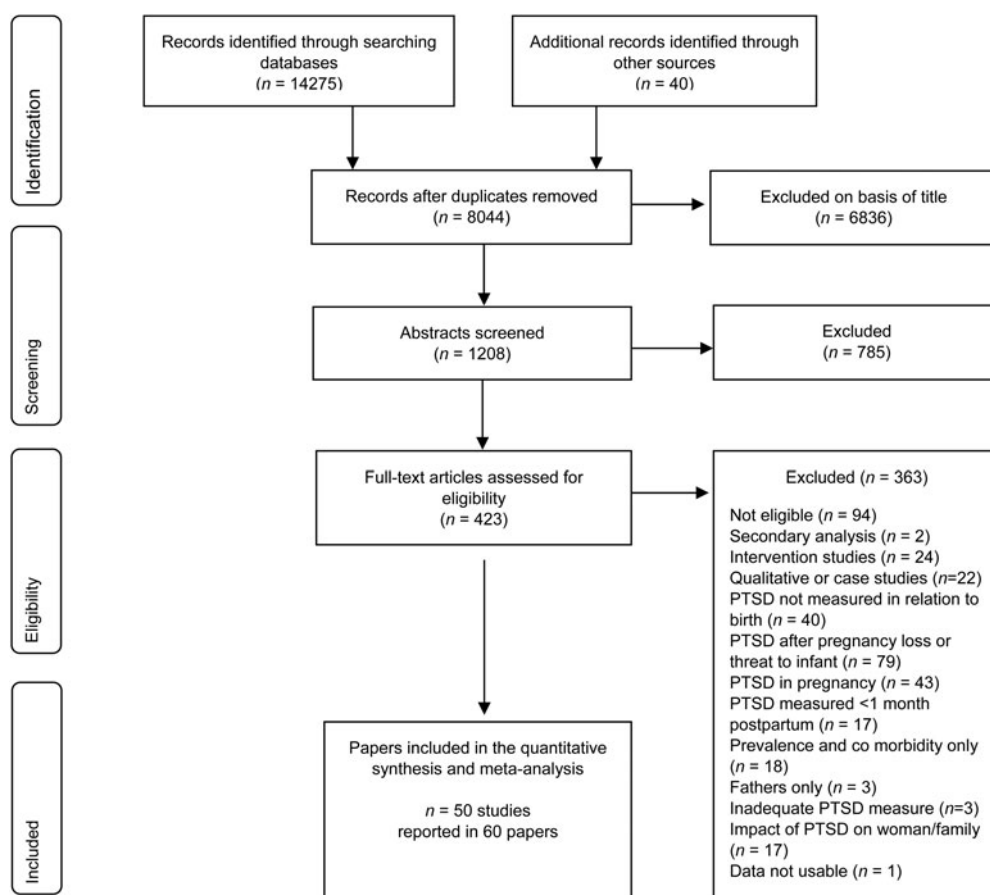 Records identified through searching
databases
(n = 14275)
Additional records identified through
other sources
(n = 40)
Identification
Records after duplicates removed
(n = 8044)
Excluded on basis of title
(n = 6836)
Screening
Abstracts screened
(n = 1208)
Excluded
(n = 785)
Eligibility
Full-text articles assessed for
eligibility
(n = 423)
Excluded (n = 363)
Not eligible (n = 94)
Secondary analysis (n = 2)
Intervention studies (n = 24)
Qualitative or case studies (n=22)
PTSD not measured in relation to
birth (n = 40)
PTSD after pregnancy loss or
threat to infant (n = 79)
PTSD in pregnancy (n = 43)
PTSD measured <1 month
postpartum (n = 17)
Prevalence and co morbidity only
(n = 18)
Fathers only (n = 3)
Inadequate PTSD measure (n=3)
Impact of PTSD on woman/family
(n = 17)
Data not usable (n = 1)
Included
Papers included in the quantitative
synthesis and meta-analysis
n = 50 studies
reported in 60 papers